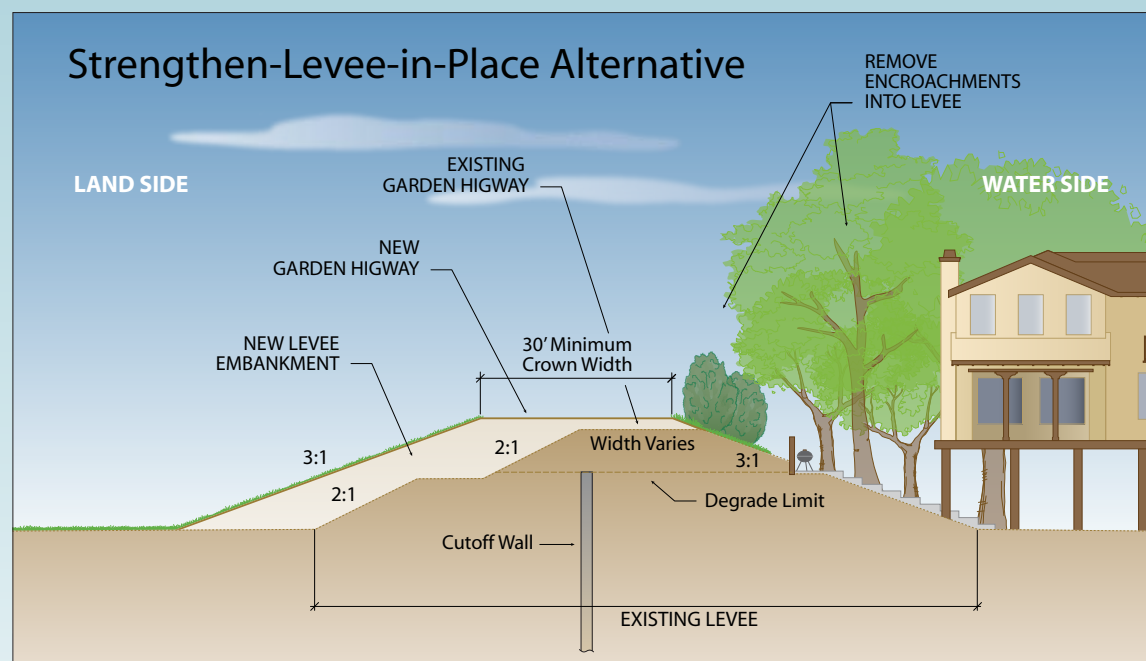 Strengthen-Levee-in-Place Alternative
REMOVE
ENCROACHMENTS
INTO LEVEE
LAND SIDE
EXISTING
GARDEN HIGWAY
WATER SIDE
NEW
GARDEN HIGWAY
NEW LEVEE
EMBANKMENT
30’ Minimum
Crown Width
3:1
2:1
2:1
Width Varies
3:1
Degrade Limit
Cutoff Wall
EXISTING LEVEE